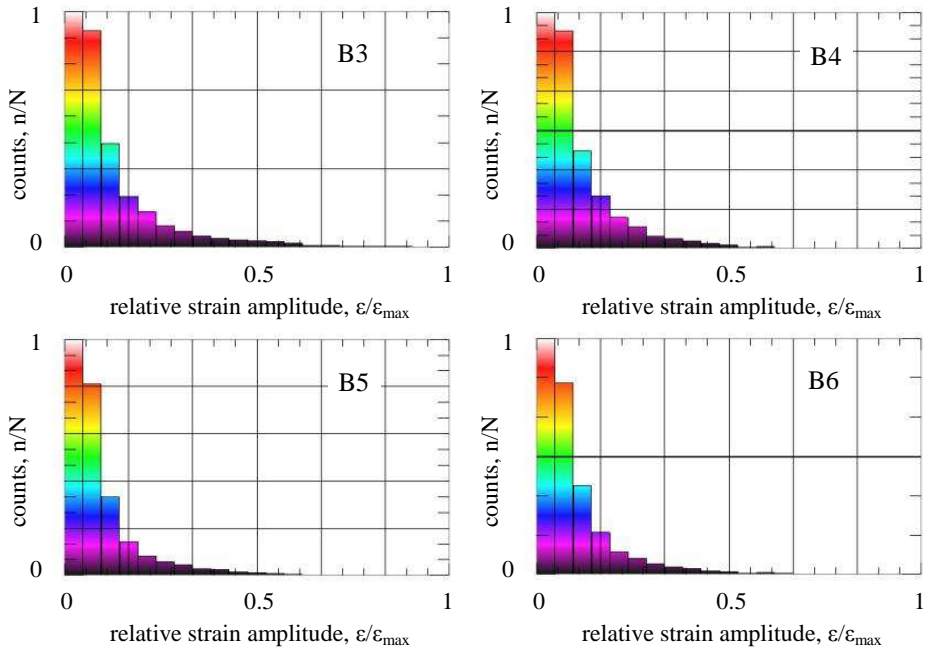 1
counts, n/N
B3
0
0 0.5 1
relative strain amplitude, ε/εmax
counts, n/N
B4
0
0 0.5 1
relative strain amplitude, ε/εmax
1
counts, n/N
B5
0
0 0.5 1
relative strain amplitude, ε/εmax
1
counts, n/N
B6
0
0 0.5 1
relative strain amplitude, ε/εmax